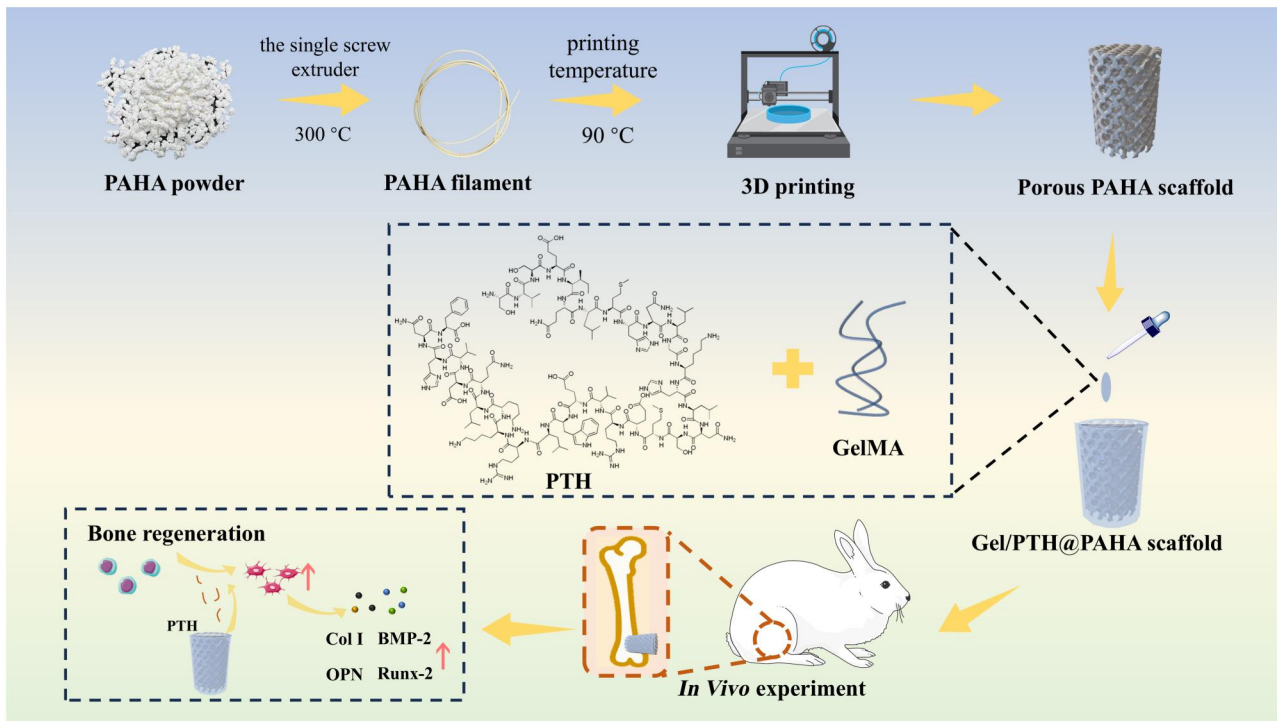 the single screw
extruder
300 °C
printing
temperature
90 °C
PAHA powder
PAHA filament
3D printing
Porous PAHA scaffold
PTH
GelMA
Gel/PTH@PAHA scaffold
Bone regeneration
PTH
Col I BMP-2
OPN Runx-2
In Vivo experiment